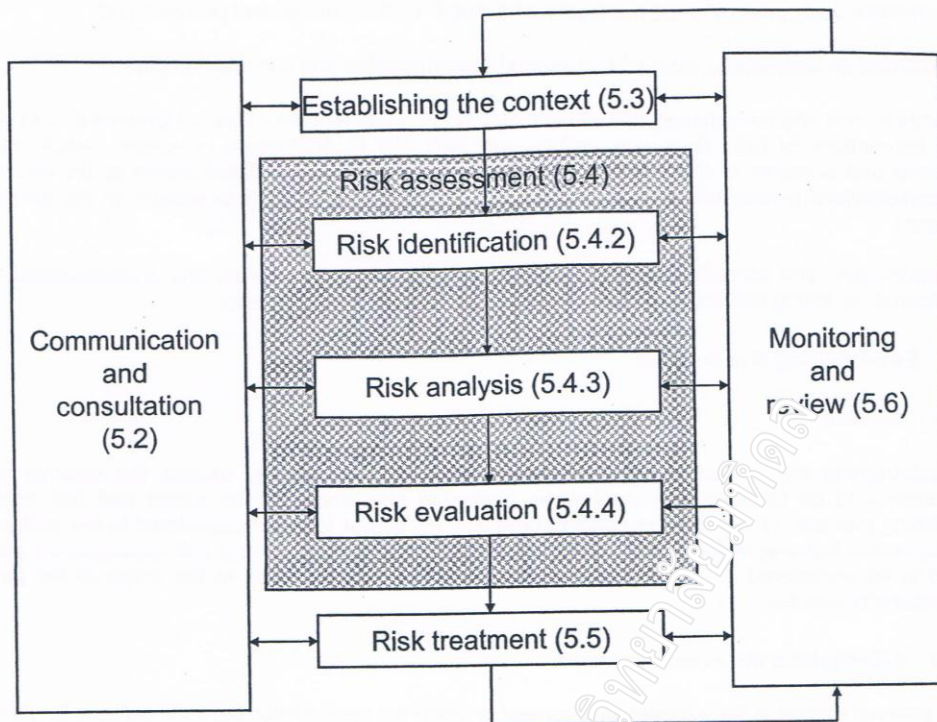 Establishing the context (5.3)
Risk assessment (5.4)
Risk identification (5.4.2)
Communication
and
consultation
(5.2)
Risk analysis (5.4.3)
Monitoring
and
review (5.6)
Risk evaluation (5.4.4)
Risk treatment (5.5)